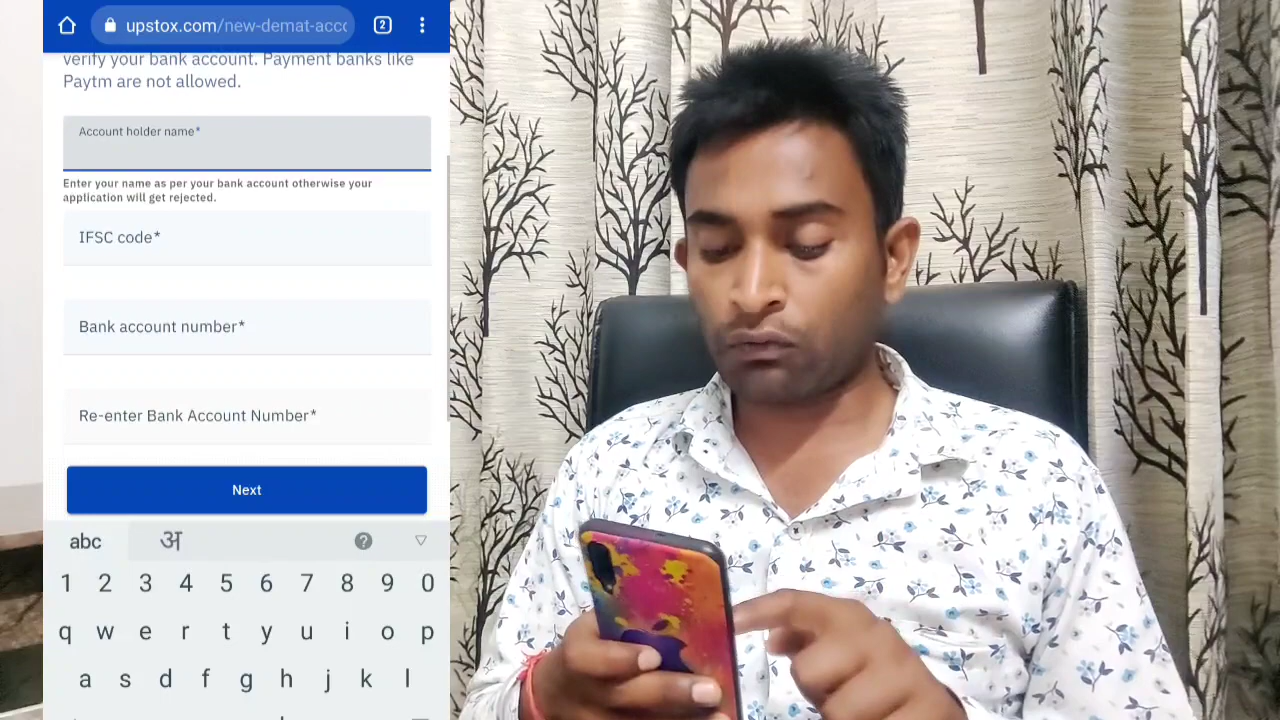 upstox.com/new-demat-acco
2
verify your bank account. Payment banks like
Paytm are not allowed.
Account holder name*
Enter your name as per your bank account otherwise your
application will get rejected.
IFSC code*
Bank account number*
Re-enter Bank Account Number*
Next
abc अ ?
1 2 3 4 5 6 7 8 9 0
q w e r t y u i o p
a s d f g h j k l